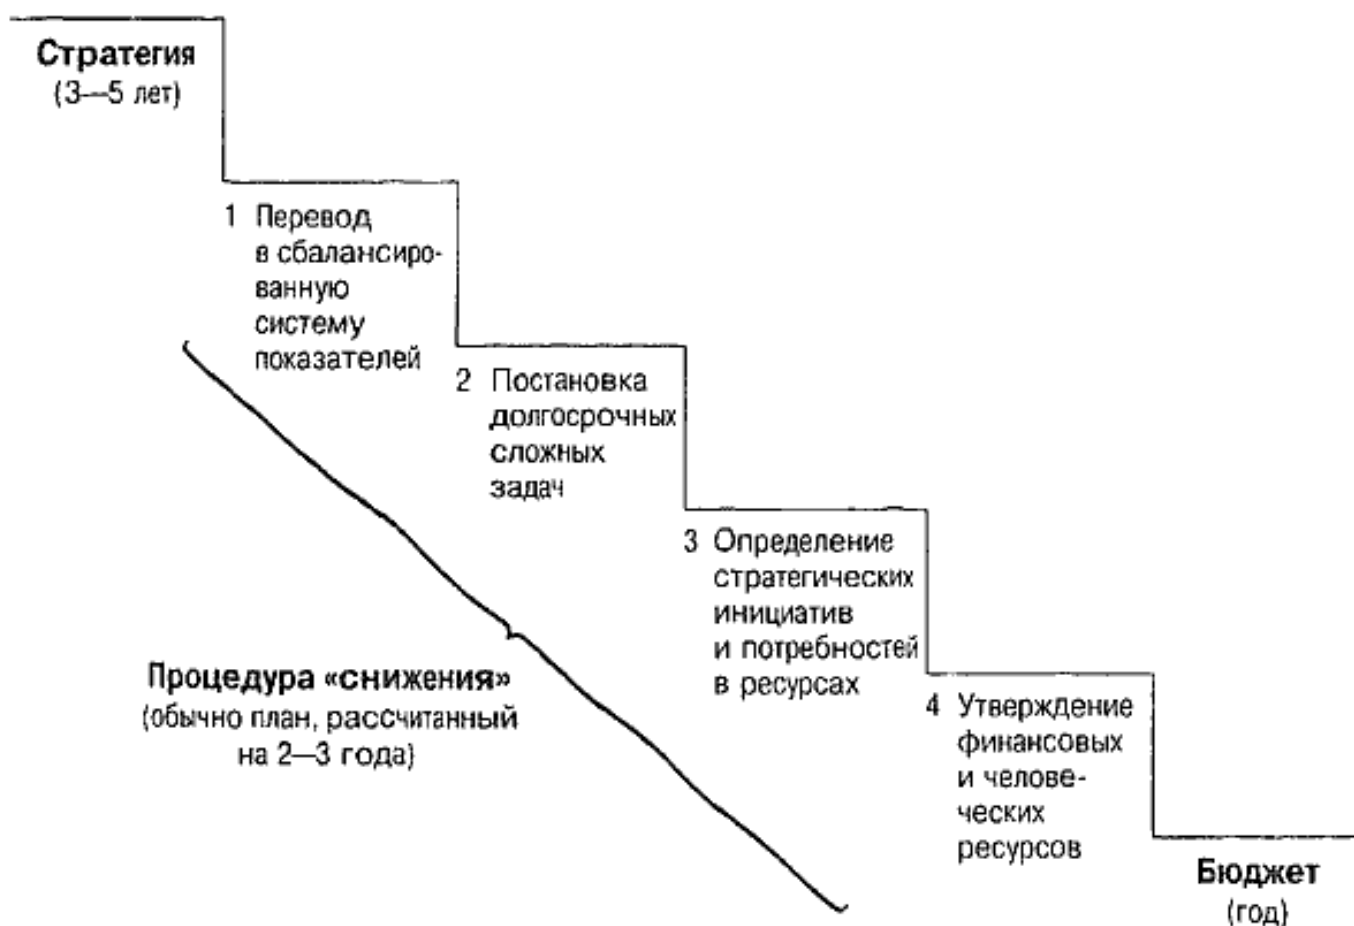 Стратегия
(3—5 лет)
1 Перевод
в сбалансиро-
ванную
систему
показателей
2 Постановка
долгосрочных
сложных
задач
3 Определение
стратегических
инициатив
и потребностей
в ресурсах
Процедура «снижения»
(обычно план, рассчитанный
на 2—3 года)
4 Утверждение
финансовых
и челове-
ческих
ресурсов
Бюджет
(год)